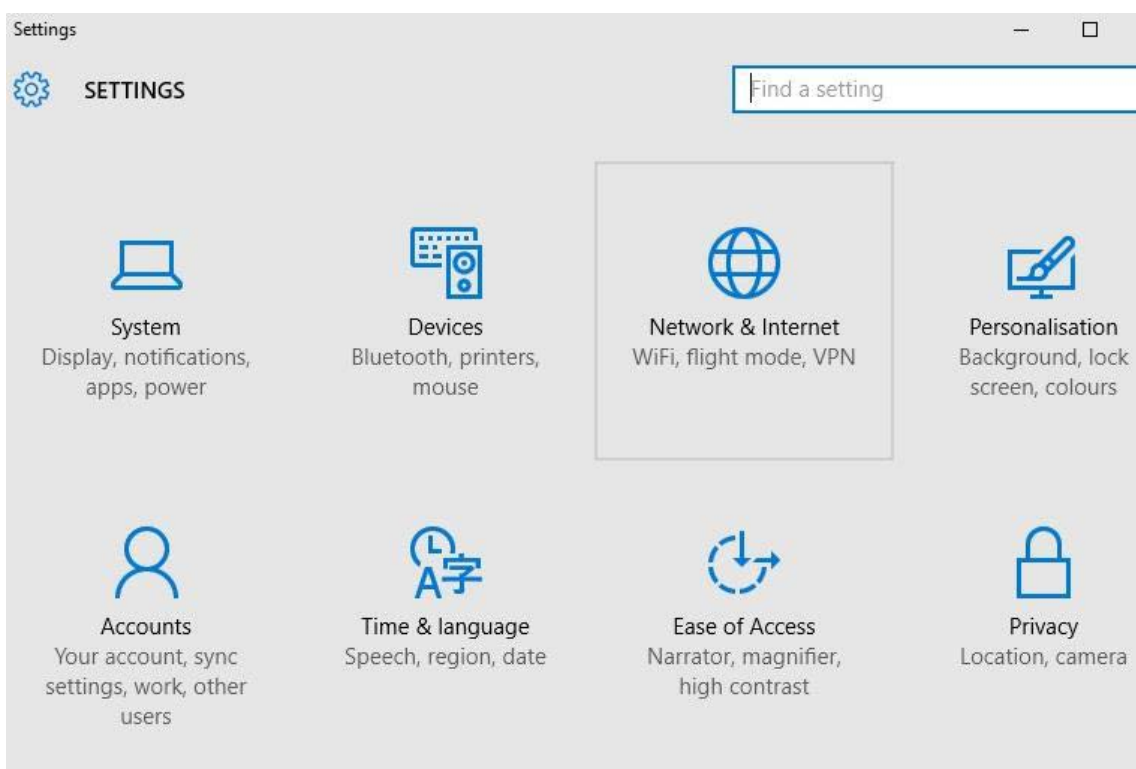 Settings
SETTINGS
Find a setting
System
Display, notifications,
apps, power
Devices
Bluetooth, printers,
mouse
Network & Internet
WiFi, flight mode, VPN
Personalisation
Background, lock
screen, colours
Accounts
Your account, sync
settings, work, other
users
A字
Time & language
Speech, region, date
Ease of Access
Narrator, magnifier,
high contrast
Privacy
Location, camera